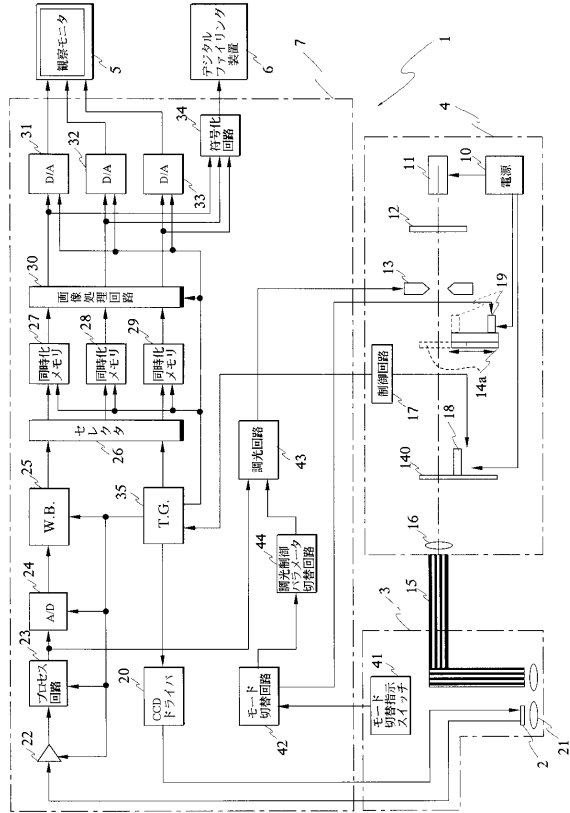 1
観察モニタ
5
デジタル
ファイリング
装置
6
7
31
D/A
32
D/A
D/A
33
34
符号化
回路
30
画像処理回路
27
同時化
メモリ
28
同時化
メモリ
29
同時化
メモリ
セレクタ
26
25
W.B.
35
T.G.
24
A/D
23
プロセス
回路
22
20
CCD
ドライバ
調光回路
43
44
調光制御
パラメータ
切替回路
モード
切替回路
42
41
モード
切替指示
スイッチ
3
2
21
15
16
4
11
10
電源
12
13
19
14a
制御回路
17
18
140